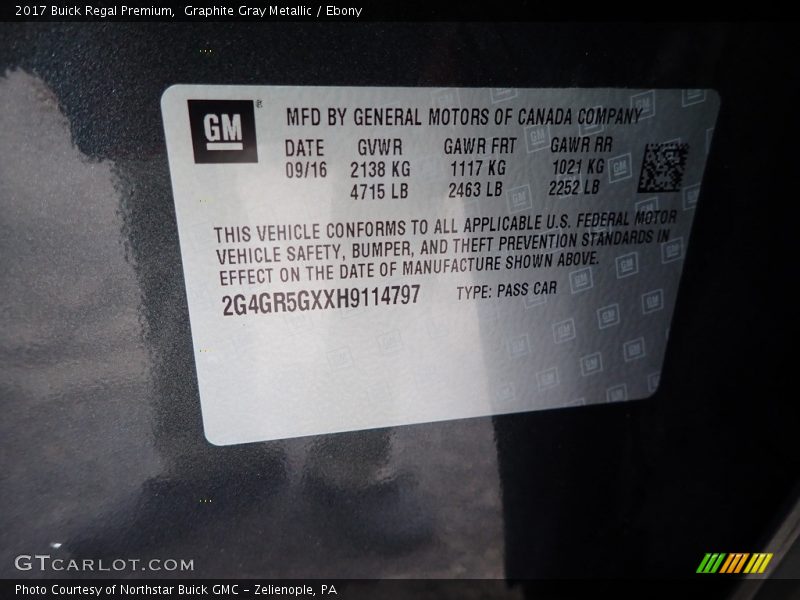 2017 Buick Regal Premium,  Graphite Gray Metallic / Ebony
GM ®
MFD BY GENERAL MOTORS OF CANADA COMPANY
DATE GVWR GAWR FRT GAWR RR
09/16 2138 KG 1117 KG 1021 KG
4715 LB 2463 LB 2252 LB
THIS VEHICLE CONFORMS TO ALL APPLICABLE U.S. FEDERAL MOTOR
VEHICLE SAFETY, BUMPER, AND THEFT PREVENTION STANDARDS IN
EFFECT ON THE DATE OF MANUFACTURE SHOWN ABOVE.
2G4GR5GXXH9114797 TYPE: PASS CAR
GTCARLOT.COM
Photo Courtesy of Northstar Buick GMC - Zelienople, PA